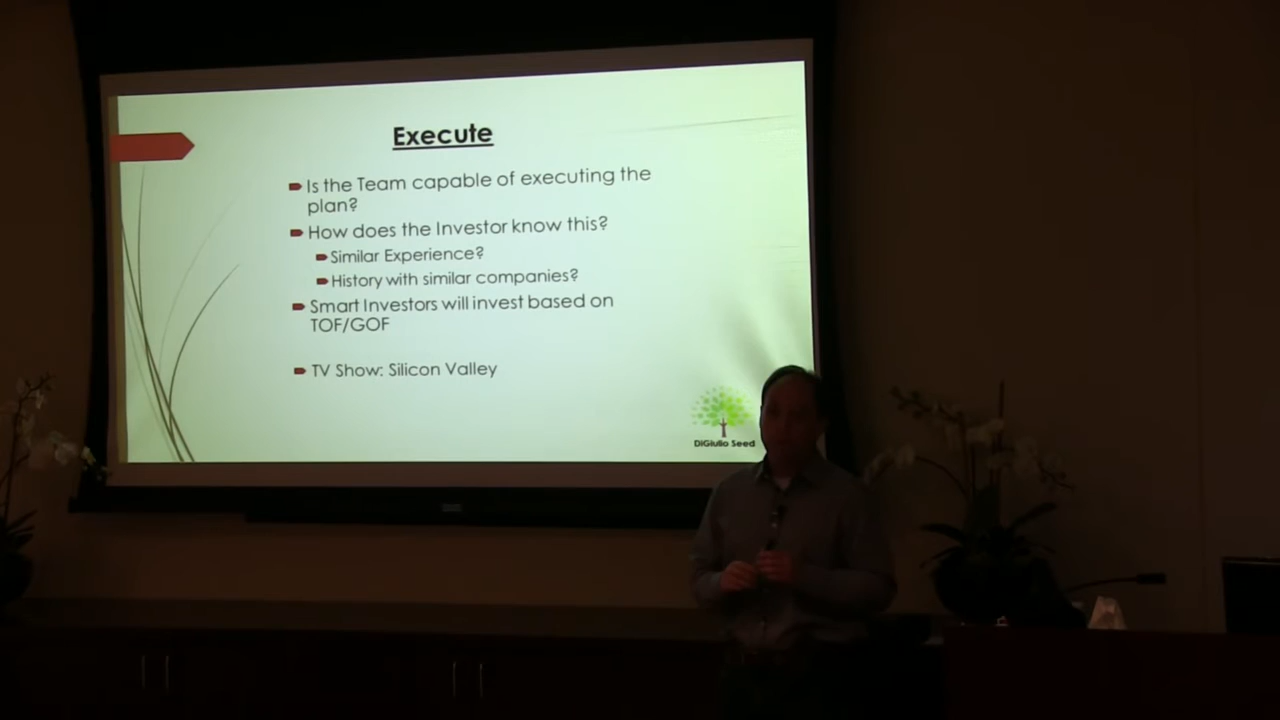 Execute
Is the Team capable of executing the
plan?
How does the Investor know this?
Similar Experience?
History with similar companies?
Smart Investors will invest based on
TOF/GOF
TV Show: Silicon Valley
DiGiulio Seed